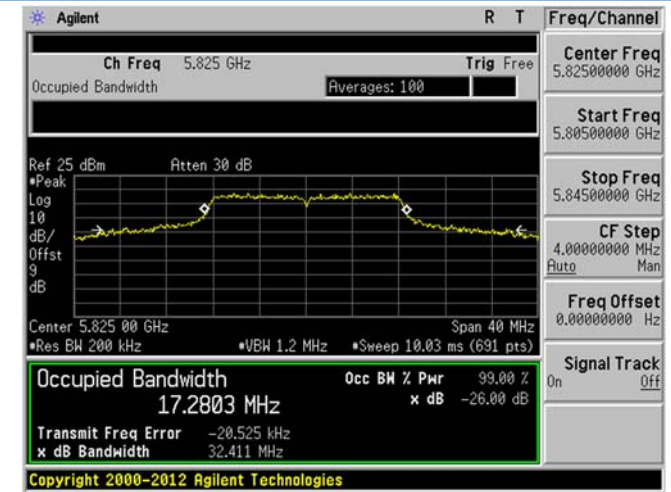 Agilent R T Freq/Channel
Ch Freq 5.825 GHz Trig Free
Occupied Bandwidth Averages: 100
Center Freq
5.82500000 GHz
Start Freq
5.80500000 GHz
Stop Freq
5.84500000 GHz
CF Step
4.00000000 MHz
Auto Man
Freq Offset
0.00000000 Hz
Signal Track
On Off
Ref 25 dBm Atten 30 dB
*Peak
Log
10
dB/
Offst
9
dB
Center 5.825 00 GHz Span 40 MHz
*Res BW 200 kHz *VBW 1.2 MHz *Sweep 10.03 ms (691 pts)
Occupied Bandwidth Occ BW % Pwr 99.00 %
17.2803 MHz x dB -26.00 dB
Transmit Freq Error -20.525 kHz
x dB Bandwidth 32.411 MHz
Copyright 2000-2012 Agilent Technologies